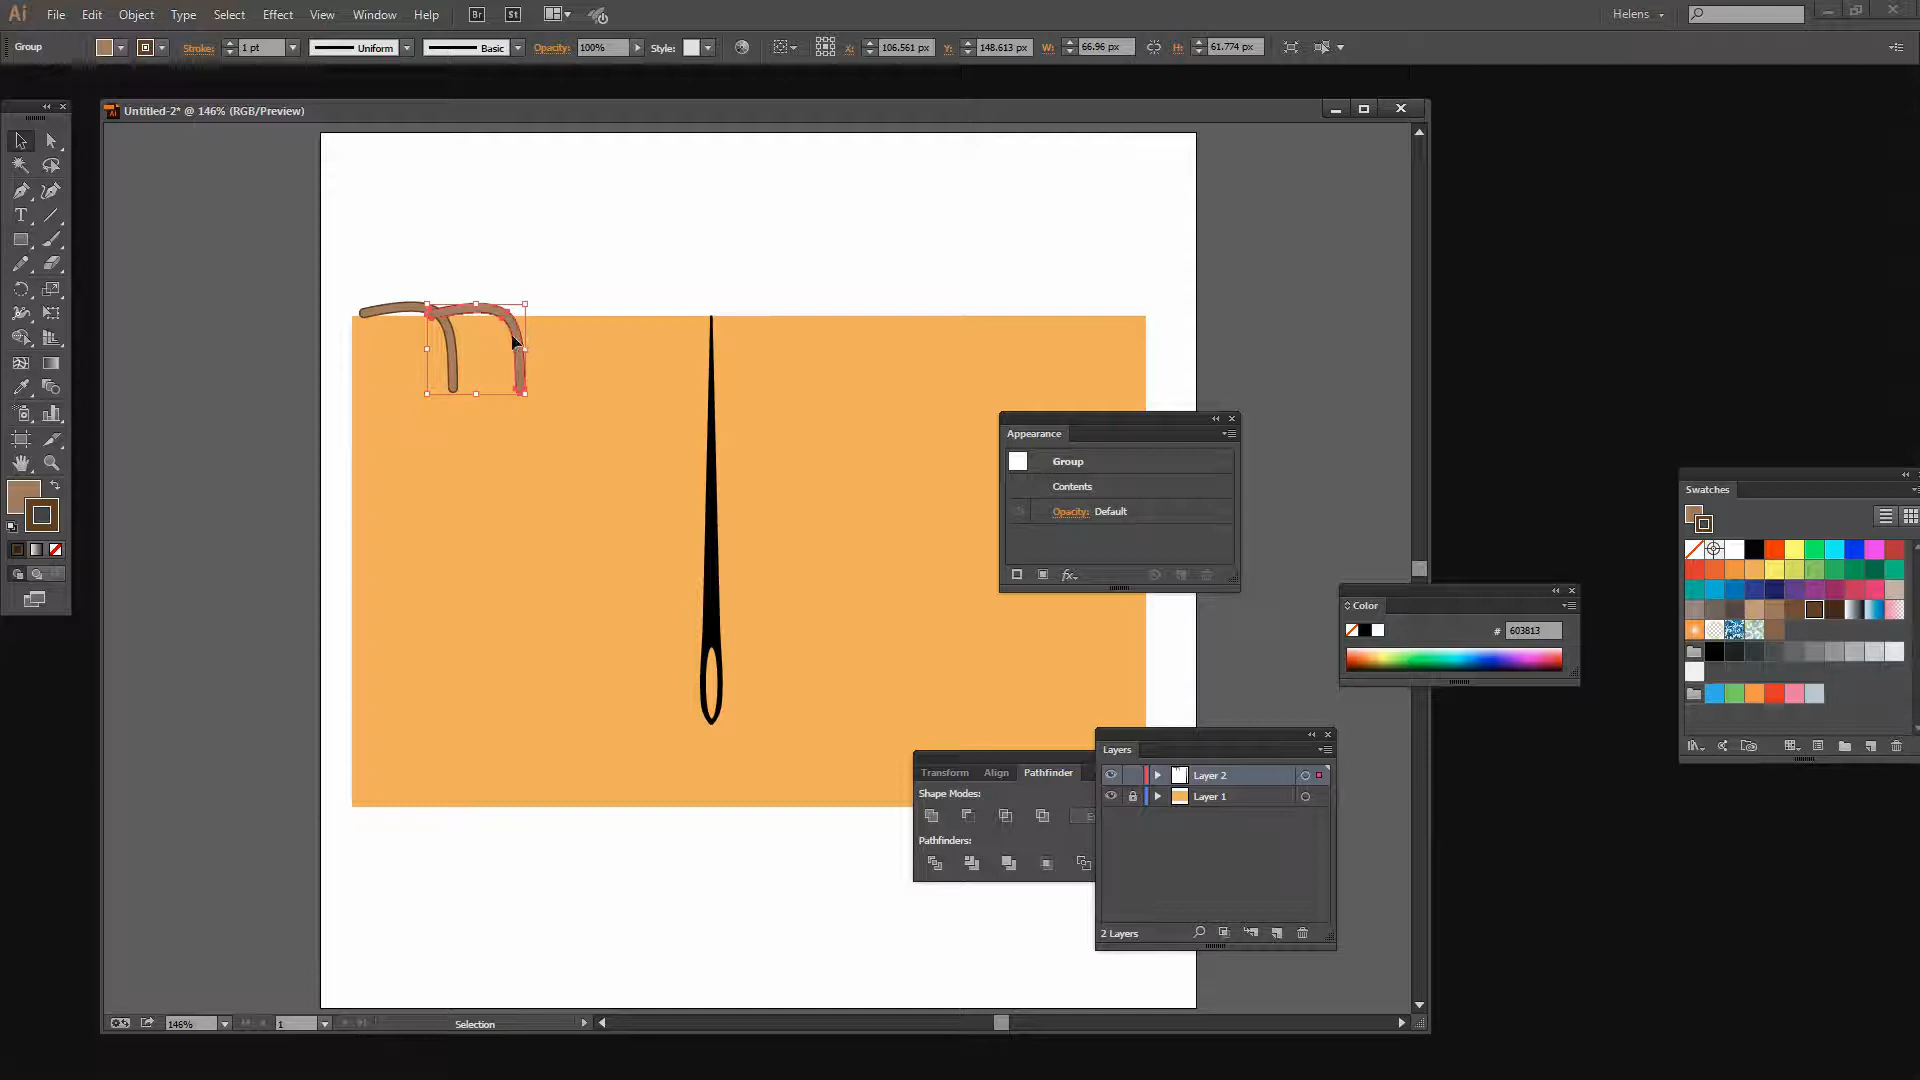 Ai File Edit Object Type Select Effect View Window Help Br St Helens
Group Stroke: 1 pt Uniform Basic Opacity: 100% Style: X: 106.561 px Y: 148.613 px W: 66.96 px H: 61.774 px
Untitled-2* @ 146% (RGB/Preview)
T
Appearance
Group
Contents
Opacity: Default
fx
Swatches
Color
# 603813
Transform Align Pathfinder
Shape Modes:
Pathfinders:
Layers
Layer 2
Layer 1
2 Layers
146% 1 Selection